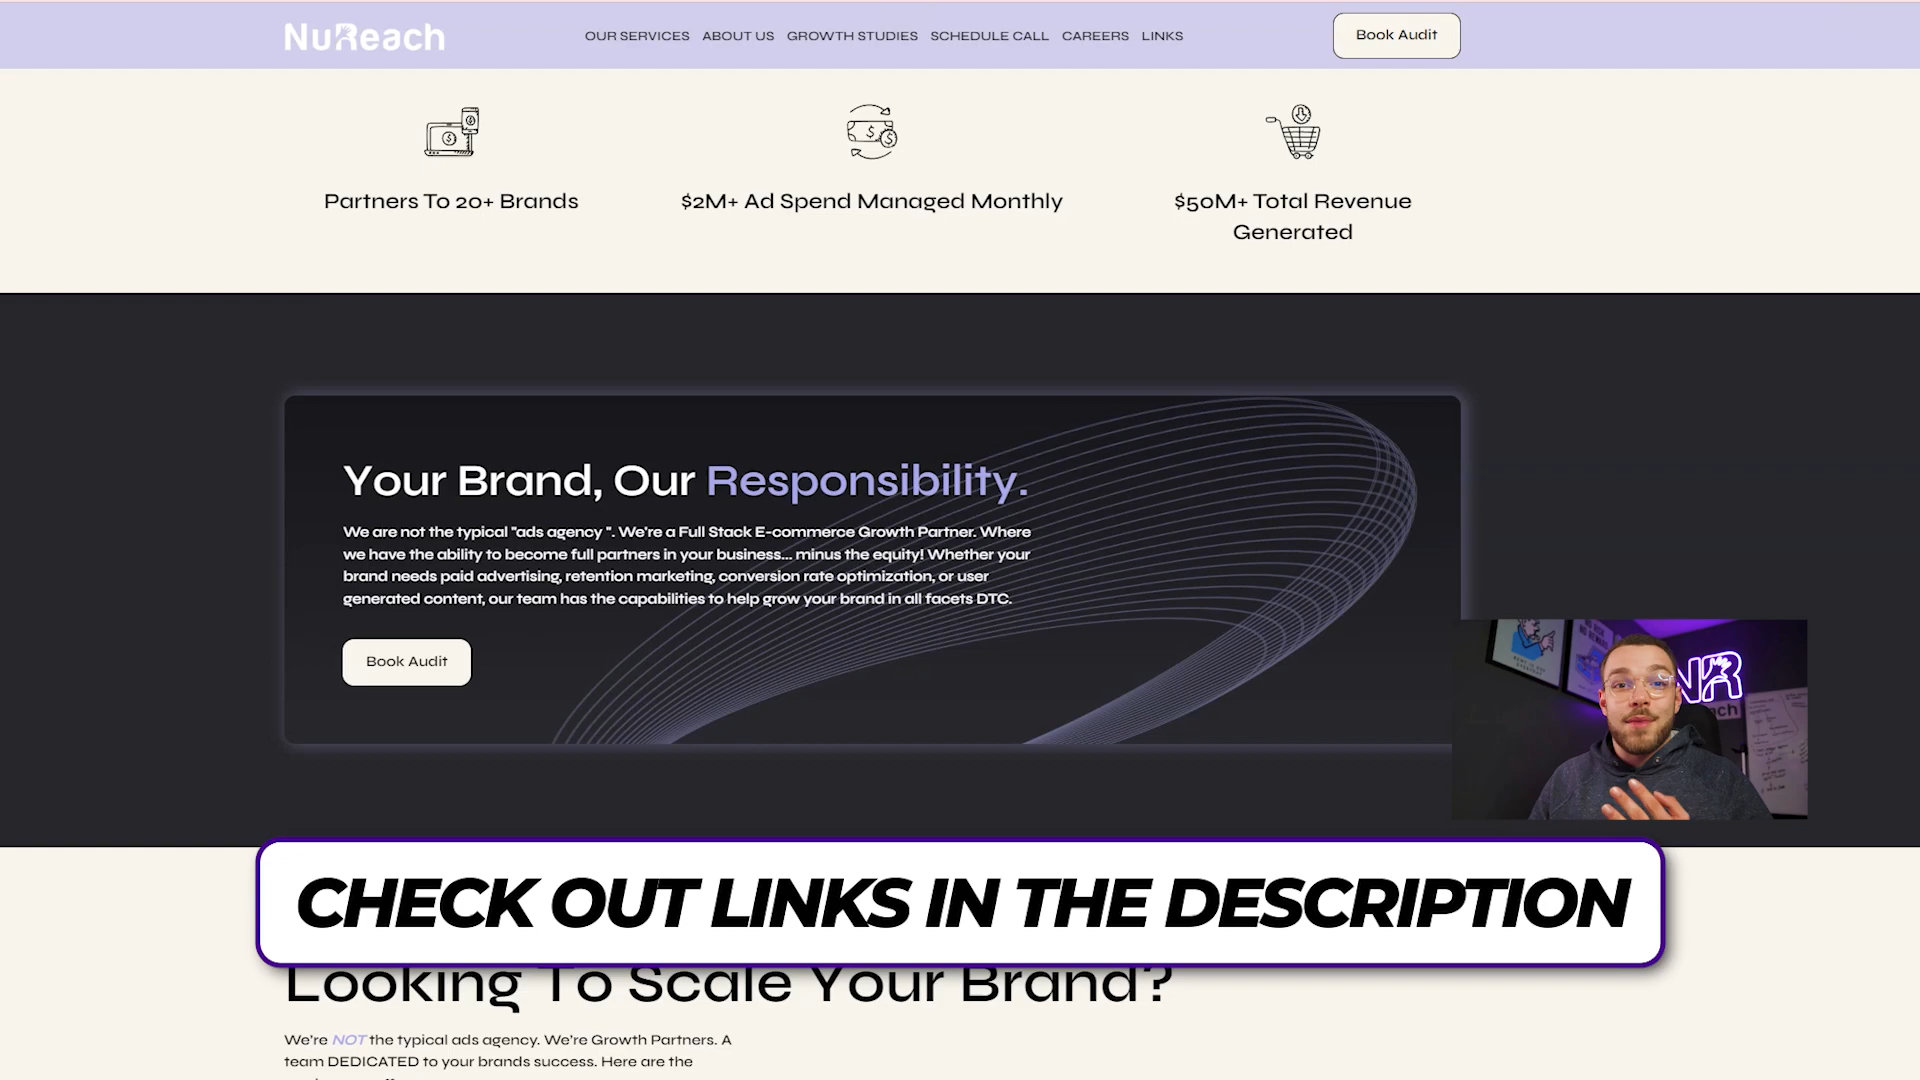 NuReach
OUR SERVICES ABOUT US GROWTH STUDIES SCHEDULE CALL CAREERS LINKS
Book Audit
Partners To 20+ Brands
$2M+ Ad Spend Managed Monthly
$50M+ Total Revenue
Generated
Your Brand, Our Responsibility.
We are not the typical "ads agency ". We're a Full Stack E-commerce Growth Partner. Where
we have the ability to become full partners in your business... minus the equity! Whether your
brand needs paid advertising, retention marketing, conversion rate optimization, or user
generated content, our team has the capabilities to help grow your brand in all facets DTC.
Book Audit
NR
CHECK OUT LINKS IN THE DESCRIPTION
Looking To Scale Your Brand?
We're NOT the typical ads agency. We're Growth Partners. A
team DEDICATED to your brands success. Here are the